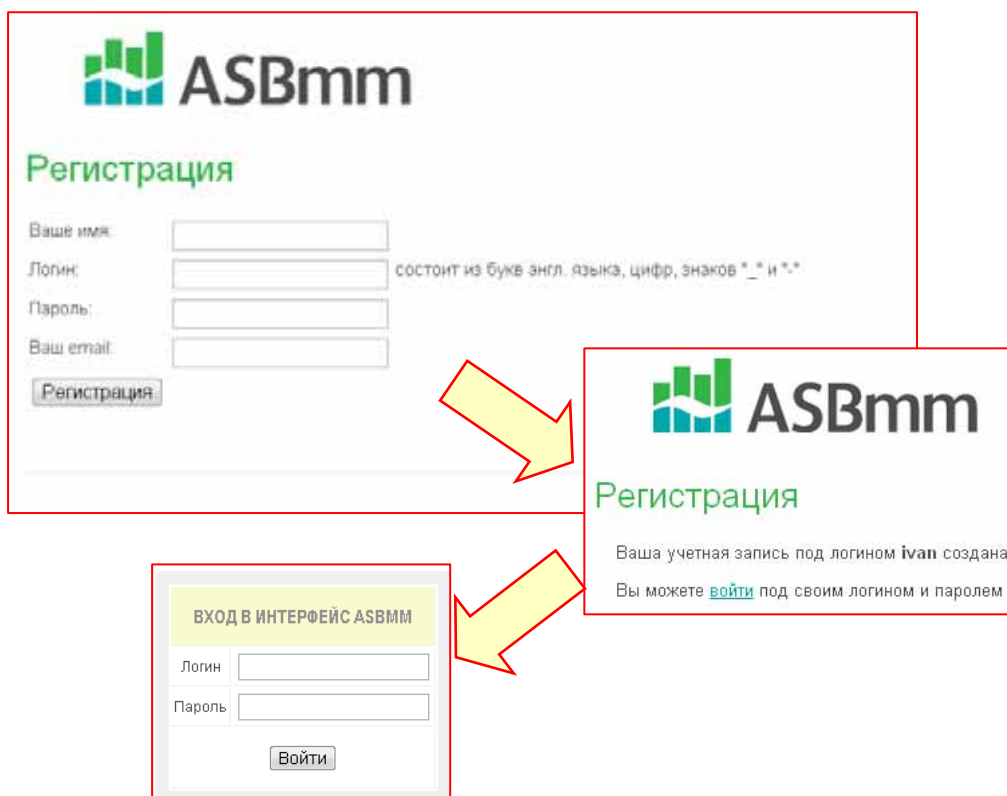 ASBmm
Регистрация
Ваше имя:
Логин: состоит из букв англ. языка, цифр, знаков "_" и "-"
Пароль:
Ваш email:
Регистрация
ASBmm
Регистрация
Ваша учетная запись под логином ivan создана
Вы можете войти под своим логином и паролем
ВХОД В ИНТЕРФЕЙС ASBMM
Логин
Пароль
Войти